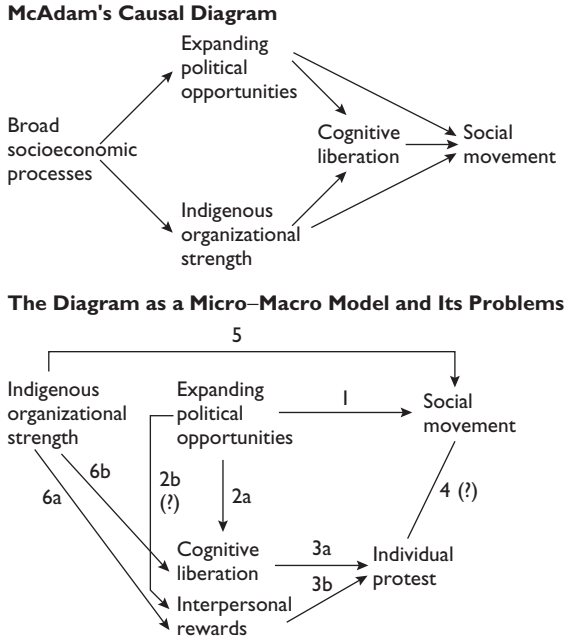 McAdam's Causal Diagram
Expanding
political
opportunities
Broad
socioeconomic
processes
Cognitive
liberation
Social
movement
Indigenous
organizational
strength
The Diagram as a Micro–Macro Model and Its Problems
5
Indigenous
organizational
strength
Expanding
political
opportunities
1
Social
movement
6b
6a
2b
(?)
2a
4 (?)
Cognitive
liberation
3a
Individual
protest
3b
Interpersonal
rewards